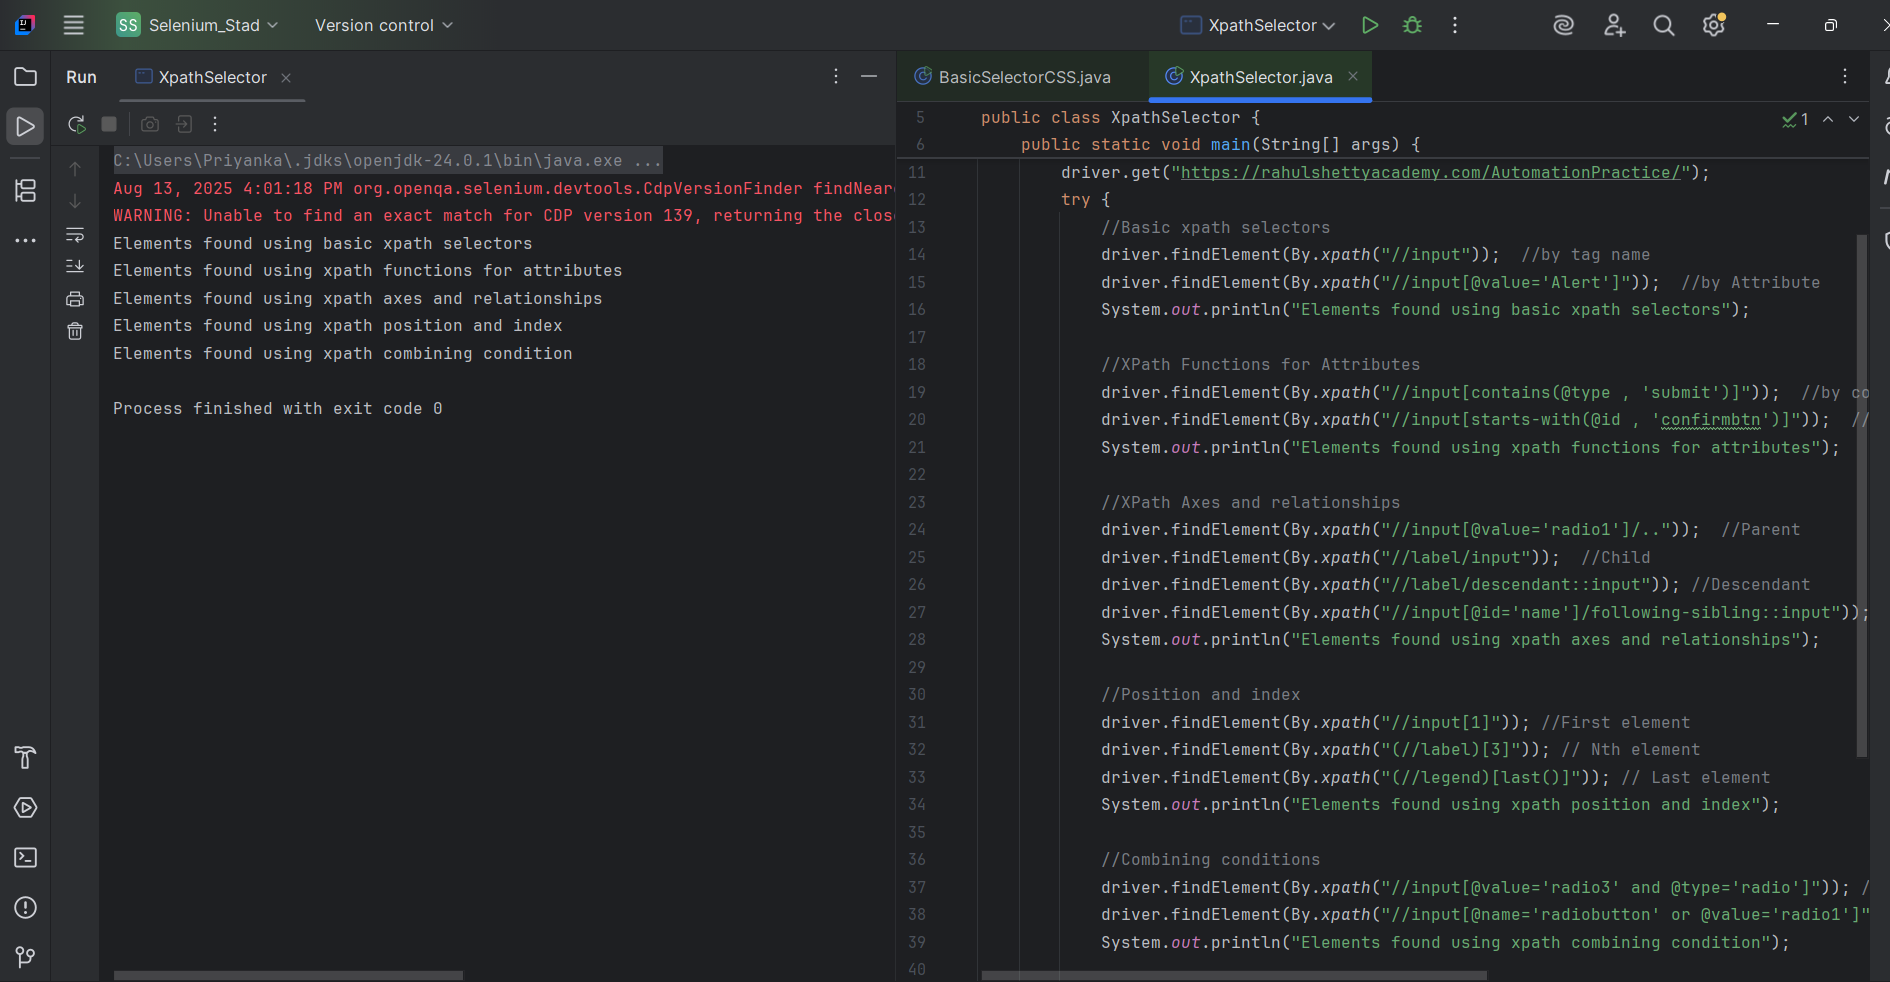 SS Selenium_Stad Version control XpathSelector
Run XpathSelector
C:\Users\Priyanka\.jdks\openjdk-24.0.1\bin\java.exe ...
Aug 13, 2025 4:01:18 PM org.openqa.selenium.devtools.CdpVersionFinder findNear
WARNING: Unable to find an exact match for CDP version 139, returning the clos
Elements found using basic xpath selectors
Elements found using xpath functions for attributes
Elements found using xpath axes and relationships
Elements found using xpath position and index
Elements found using xpath combining condition
Process finished with exit code 0
BasicSelectorCSS.java XpathSelector.java
5 public class XpathSelector { 1
6 public static void main(String[] args) {
11 driver.get("https://rahulshettyacademy.com/AutomationPractice/");
12 try {
13 //Basic xpath selectors
14 driver.findElement(By.xpath("//input")); //by tag name
15 driver.findElement(By.xpath("//input[@value='Alert']")); //by Attribute
16 System.out.println("Elements found using basic xpath selectors");
17
18 //XPath Functions for Attributes
19 driver.findElement(By.xpath("//input[contains(@type , 'submit')]")); //by co
20 driver.findElement(By.xpath("//input[starts-with(@id , 'confirmbtn')]")); //
21 System.out.println("Elements found using xpath functions for attributes");
22
23 //XPath Axes and relationships
24 driver.findElement(By.xpath("//input[@value='radio1']/..")); //Parent
25 driver.findElement(By.xpath("//label/input")); //Child
26 driver.findElement(By.xpath("//label/descendant::input")); //Descendant
27 driver.findElement(By.xpath("//input[@id='name']/following-sibling::input"));
28 System.out.println("Elements found using xpath axes and relationships");
29
30 //Position and index
31 driver.findElement(By.xpath("//input[1]")); //First element
32 driver.findElement(By.xpath("(//label)[3]")); // Nth element
33 driver.findElement(By.xpath("(//legend)[last()]")); // Last element
34 System.out.println("Elements found using xpath position and index");
35
36 //Combining conditions
37 driver.findElement(By.xpath("//input[@value='radio3' and @type='radio']")); /
38 driver.findElement(By.xpath("//input[@name='radiobutton' or @value='radio1']"
39 System.out.println("Elements found using xpath combining condition");
40